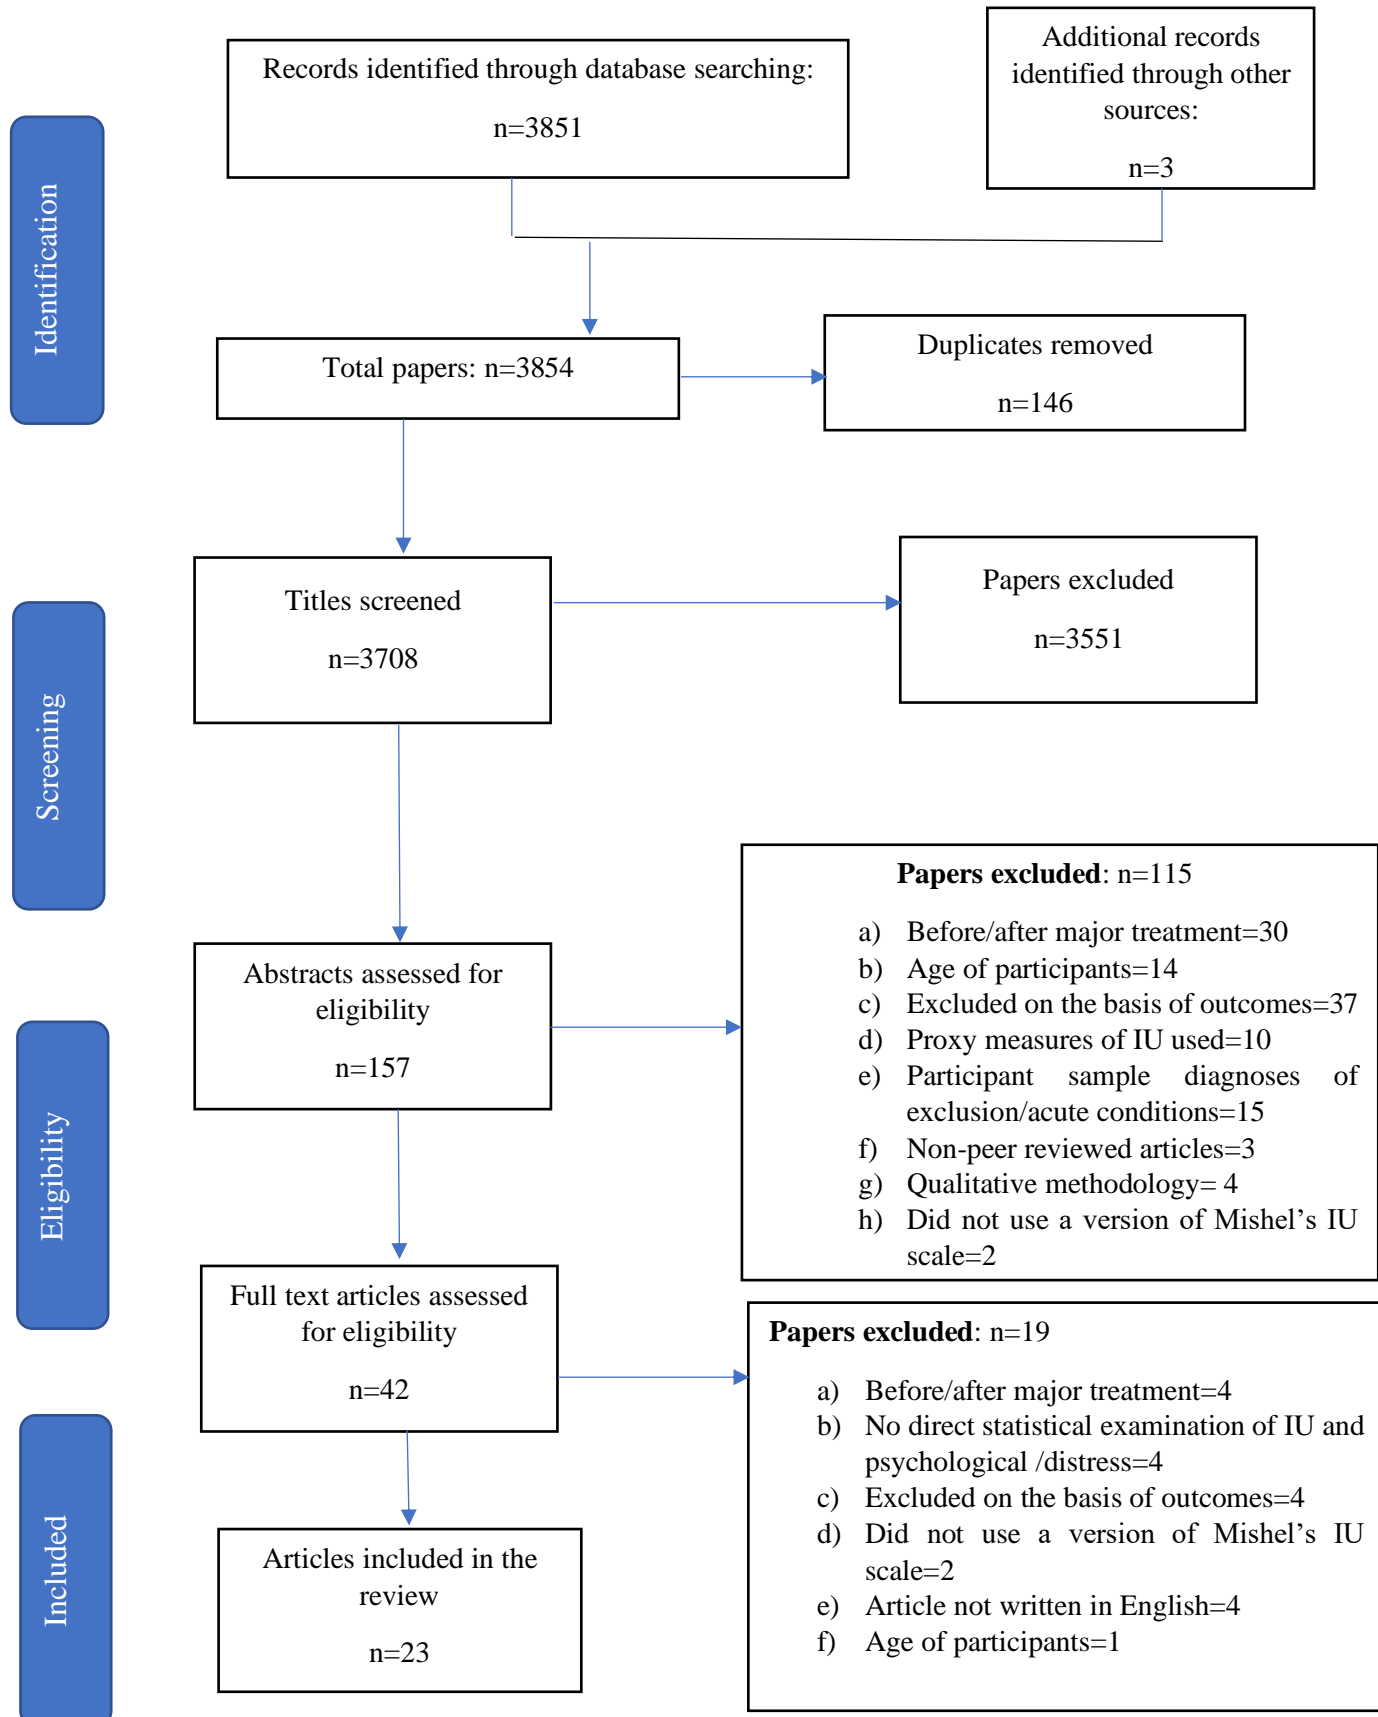 Records identified through database searching:
n=3851
Additional records
identified through other
sources:
n=3
Identification
Total papers: n=3854
Duplicates removed
n=146
Titles screened
n=3708
Papers excluded
n=3551
Screening
Abstracts assessed for
eligibility
n=157
Papers excluded: n=115
a) Before/after major treatment=30
b) Age of participants=14
c) Excluded on the basis of outcomes=37
d) Proxy measures of IU used=10
e) Participant sample diagnoses of
exclusion/acute conditions=15
f) Non-peer reviewed articles=3
g) Qualitative methodology= 4
h) Did not use a version of Mishel’s IU
scale=2
Eligibility
Full text articles assessed
for eligibility
n=42
Papers excluded: n=19
a) Before/after major treatment=4
b) No direct statistical examination of IU and
psychological /distress=4
c) Excluded on the basis of outcomes=4
d) Did not use a version of Mishel’s IU
scale=2
e) Article not written in English=4
f) Age of participants=1
Included
Articles included in the
review
n=23